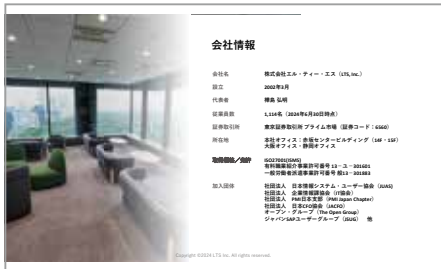 会社情報
会社名 株式会社エル・ティー・エス（LTS, Inc.）
設立 2002年3月
代表者 樺島 弘明
従業員数 1,114名（2024年6月30日時点）
証券取引所 東京証券取引所 プライム市場（証券コード：6560）
所在地 本社オフィス：赤坂センタービルディング（14F・15F）
大阪オフィス・静岡オフィス
ISO27001(ISMS)
有料職業紹介事業許可番号 13－ユ－301601
一般労働者派遣事業許可番号 般13－301883
加入団体 社団法人 日本情報システム・ユーザー協会（JUAS）
社団法人 企業情報化協会（IT協会）
社団法人 PMI日本支部（PMI Japan Chapter）
社団法人 日本CFO協会（JACFO）
オープン・グループ（The Open Group）
ジャパンSAPユーザーグループ（JSUG） 他
Copyright ©2024 LTS Inc. All rights reserved.